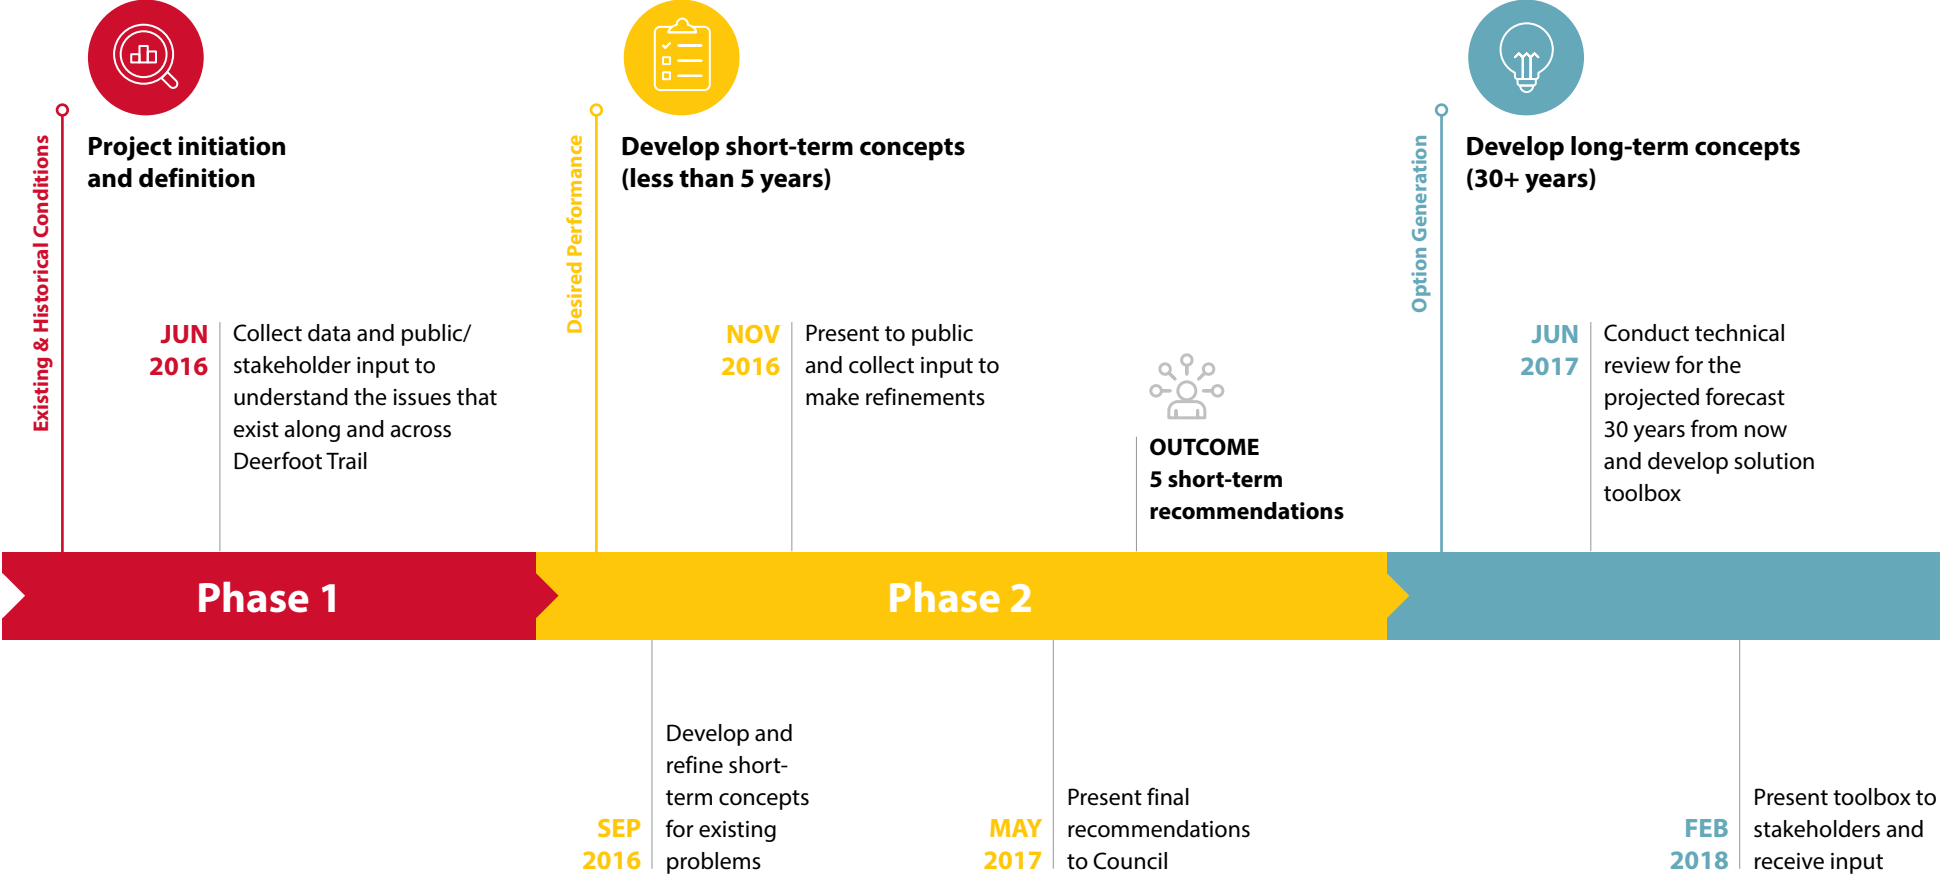 Existing & Historical Conditions
Project initiation
and definition
JUN
2016
Collect data and public/
stakeholder input to
understand the issues that
exist along and across
Deerfoot Trail
Desired Performance
Develop short-term concepts
(less than 5 years)
NOV
2016
Present to public
and collect input to
make refinements
OUTCOME
5 short-term
recommendations
Option Generation
Develop long-term concepts
(30+ years)
JUN
2017
Conduct technical
review for the
projected forecast
30 years from now
and develop solution
toolbox
Phase 1
Phase 2
SEP
2016
Develop and
refine short-
term concepts
for existing
problems
MAY
2017
Present final
recommendations
to Council
FEB
2018
Present toolbox to
stakeholders and
receive input